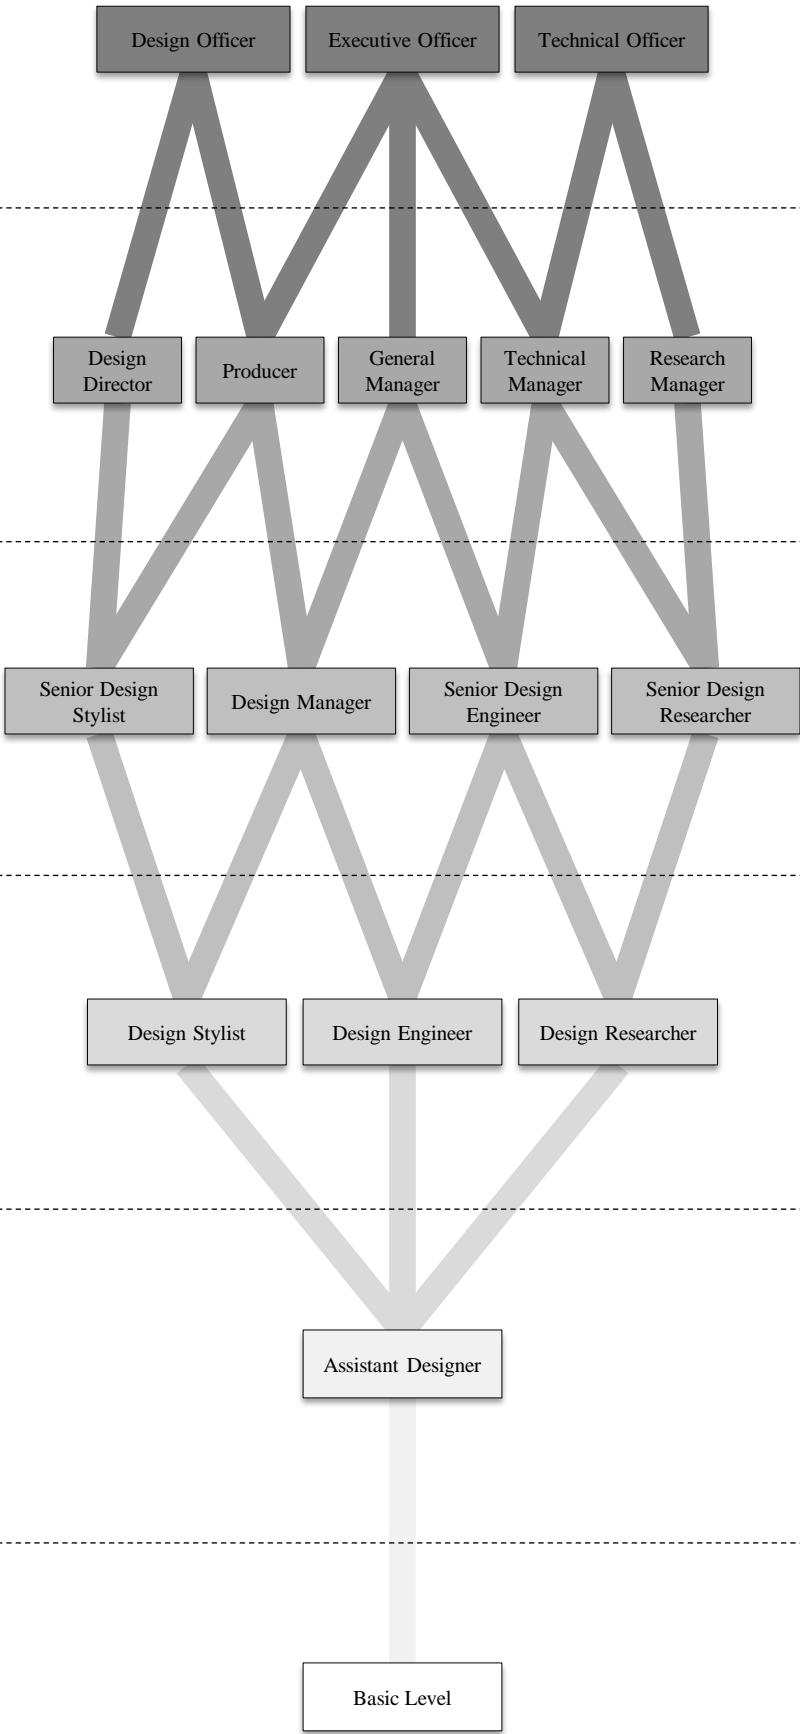 Design Officer
Executive Officer
Technical Officer
Design
Director
Producer
General
Manager
Technical
Manager
Research
Manager
Senior Design
Stylist
Design Manager
Senior Design
Engineer
Senior Design
Researcher
Design Stylist
Design Engineer
Design Researcher
Assistant Designer
Basic Level